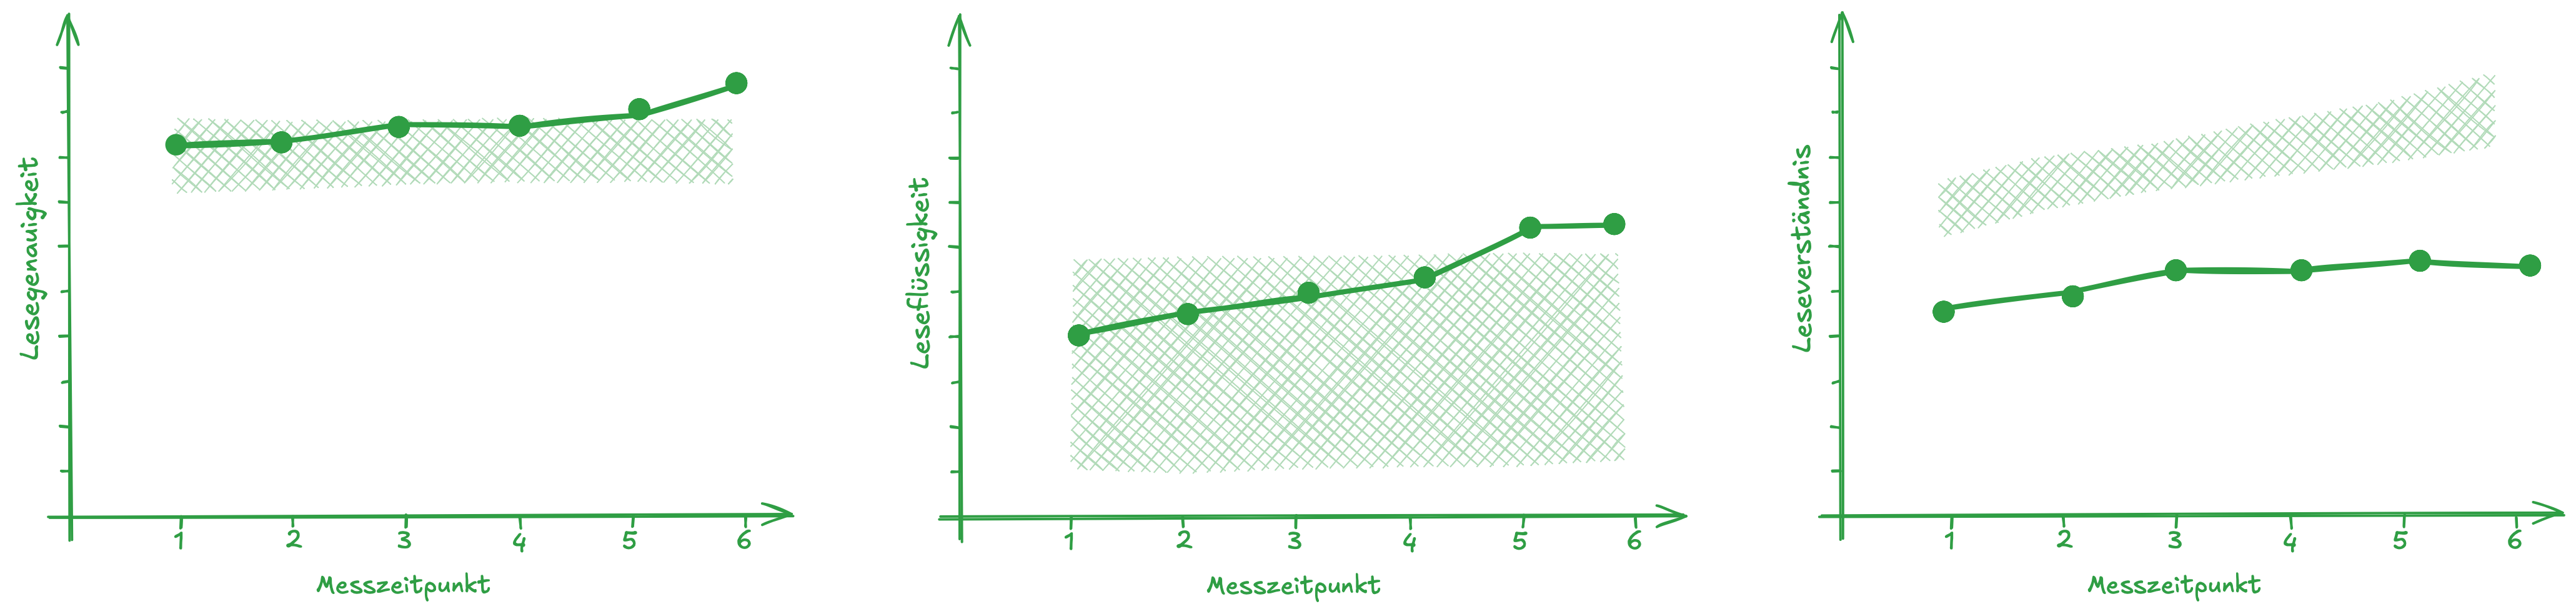 Lesegenauigkeit
1 2 3 4 5 6
Messzeitpunkt
Leseflüssigkeit
1 2 3 4 5 6
Messzeitpunkt
Leseverständnis
1 2 3 4 5 6
Messzeitpunkt